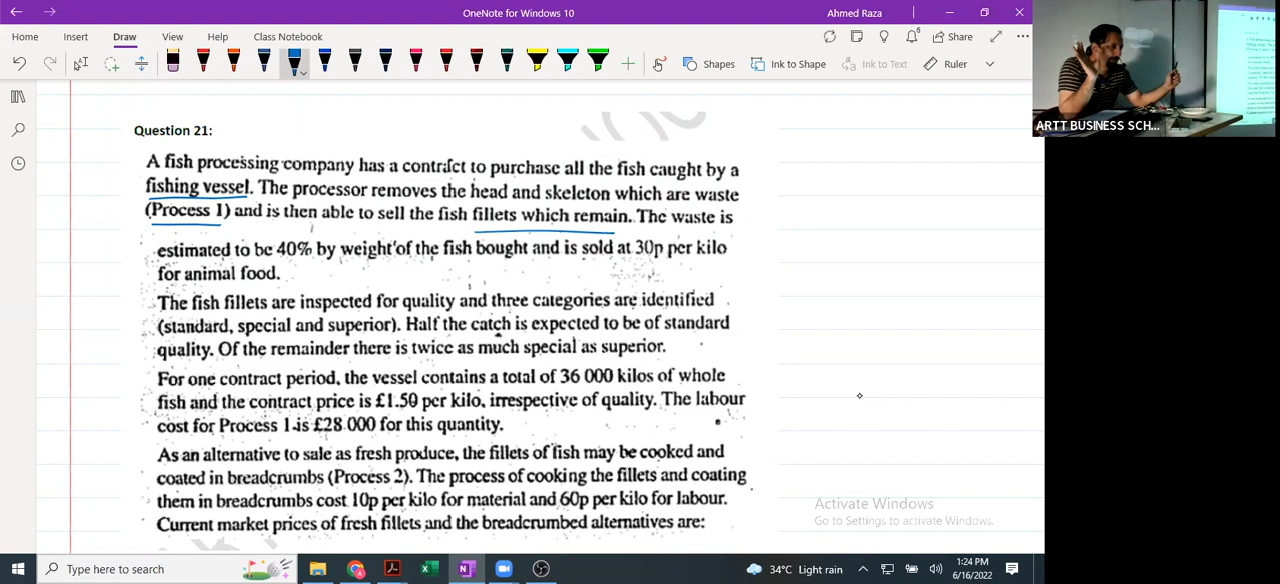 OneNote for Windows 10
Ahmed Raza
Home Insert Draw View Help Class Notebook
Share
Shapes Ink to Shape Ink to Text Ruler
ARTT BUSINESS SCH...
Question 21:
A fish processing company has a contract to purchase all the fish caught by a
fishing vessel. The processor removes the head and skeleton which are waste
(Process 1) and is then able to sell the fish fillets which remain. The waste is
estimated to be 40% by weight of the fish bought and is sold at 30p per kilo
for animal food.
The fish fillets are inspected for quality and three categories are identified
(standard, special and superior). Half the catch is expected to be of standard
quality. Of the remainder there is twice as much special as superior.
For one contract period, the vessel contains a total of 36 000 kilos of whole
fish and the contract price is £1.50 per kilo, irrespective of quality. The labour
cost for Process 1 is £28 000 for this quantity.
As an alternative to sale as fresh produce, the fillets of fish may be cooked and
coated in breadcrumbs (Process 2). The process of cooking the fillets and coating
them in breadcrumbs cost 10p per kilo for material and 60p per kilo for labour.
Current market prices of fresh fillets and the breadcrumbed alternatives are:
Activate Windows
Go to Settings to activate Windows.
Type here to search
34°C Light rain
1:24 PM
6/16/2022